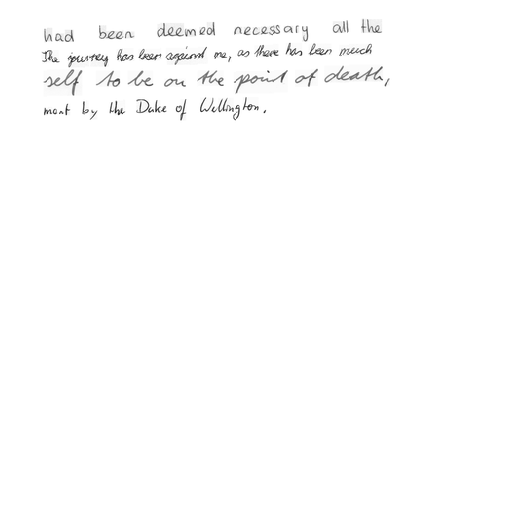 had been deemed necessary all the
The journey has been against me, as there has been much
self to be on the point of death,
ment by the Duke of Wellington.